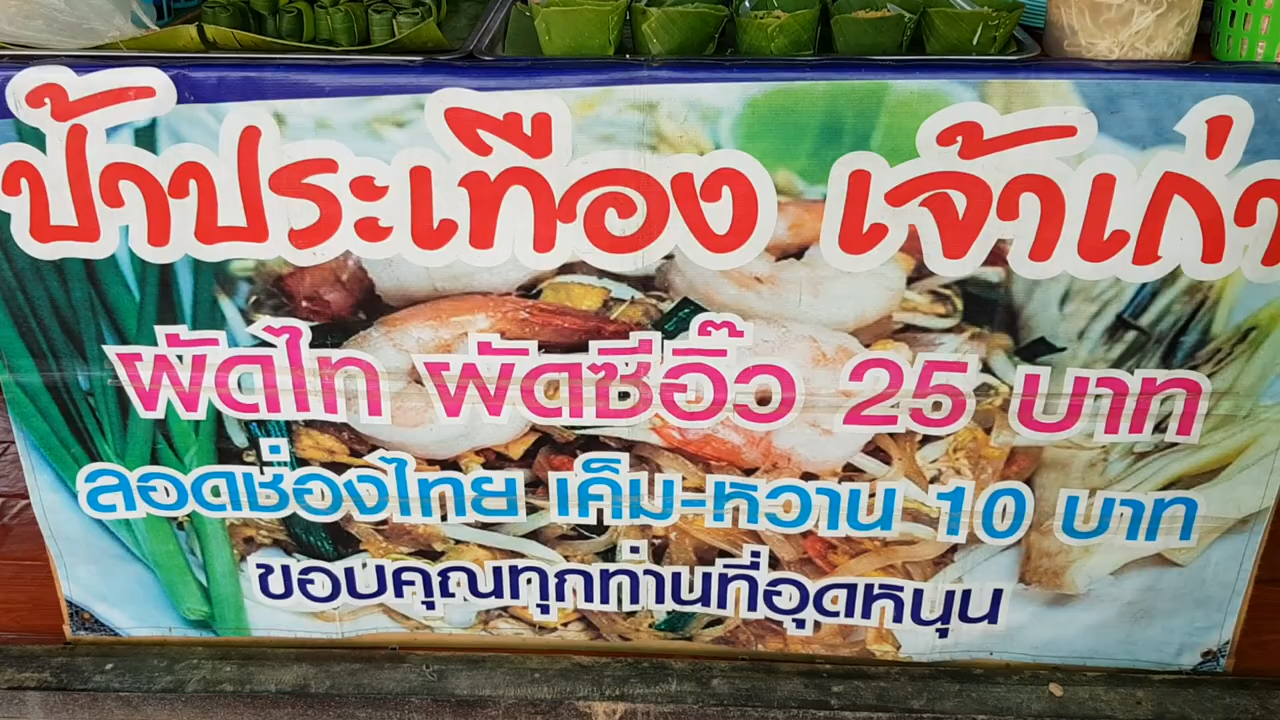 ป้าประเทือง เจ้าเก่า
ผัดไท ผัดซีอิ๊ว 25 บาท
ลอดช่องไทย เค็ม-หวาน 10 บาท
ขอบคุณทุกท่านที่อุดหนุน